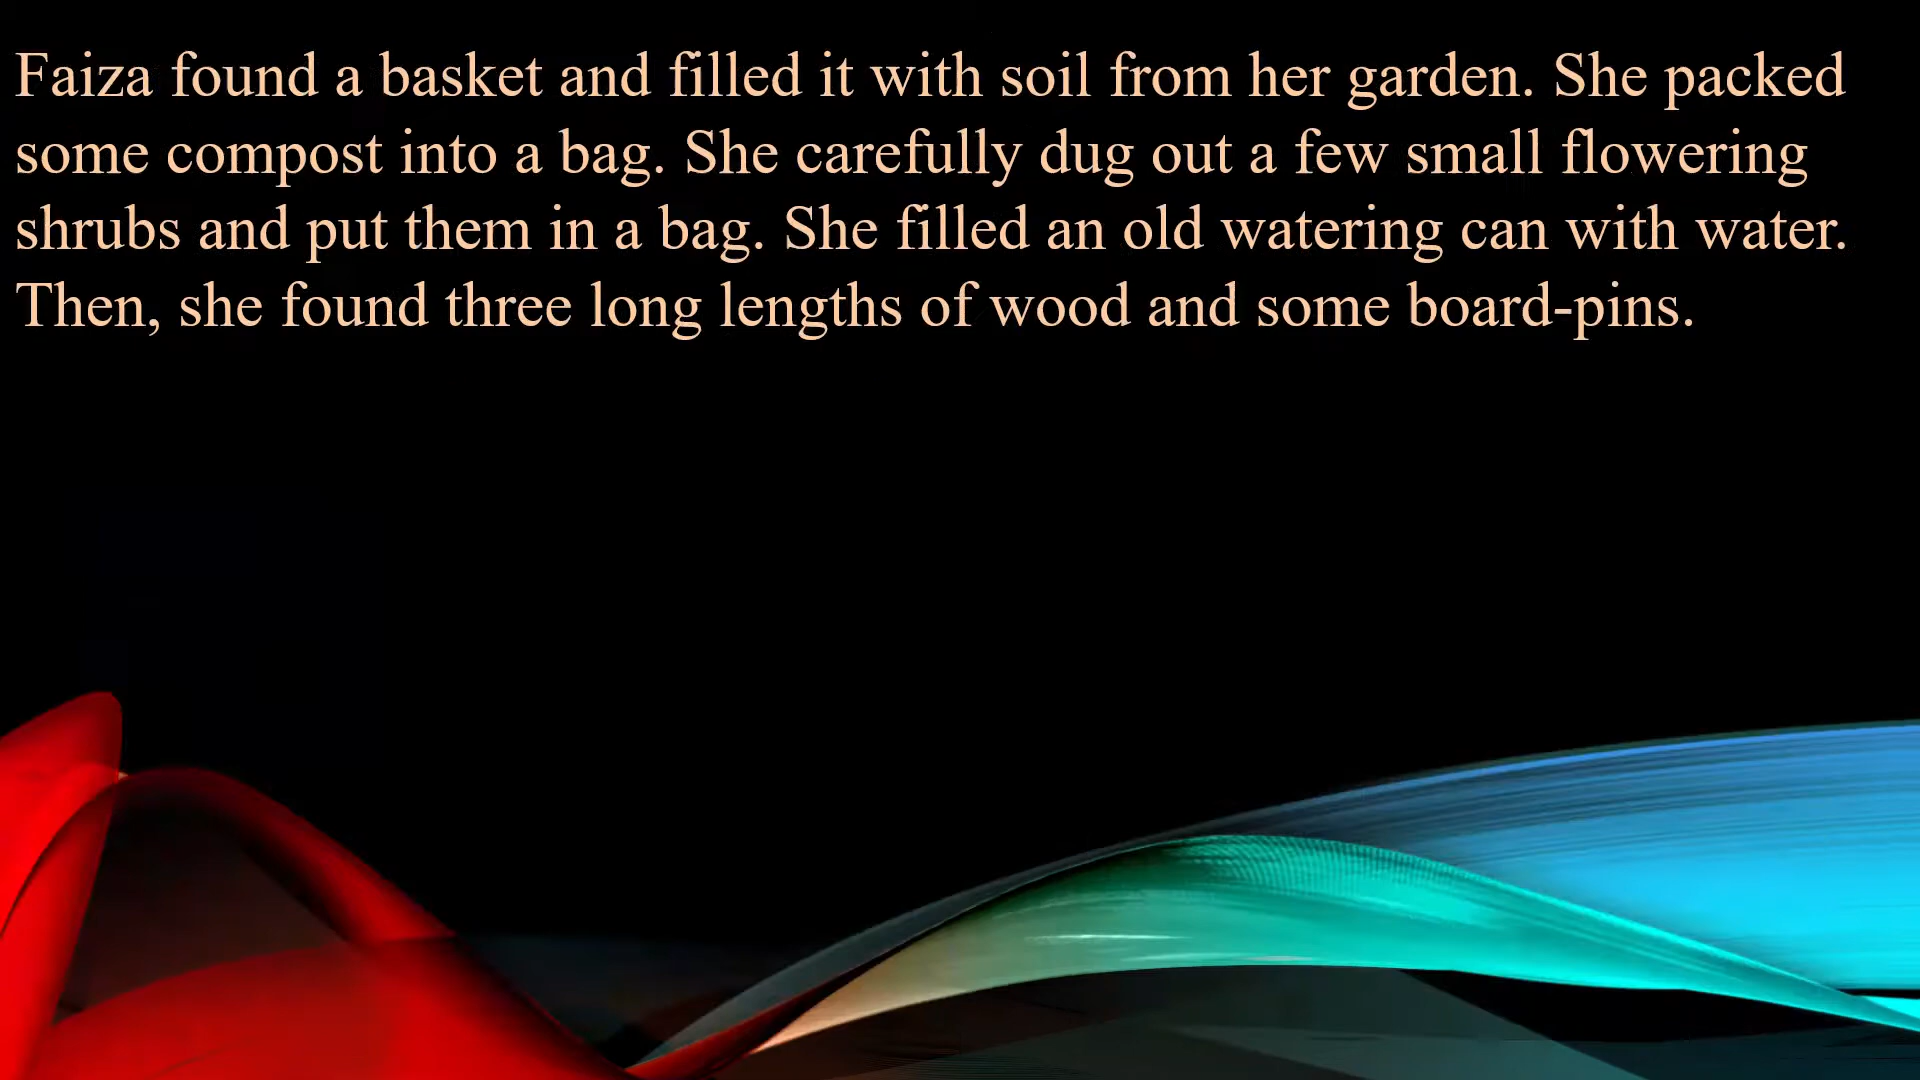 Faiza found a basket and filled it with soil from her garden. She packed
some compost into a bag. She carefully dug out a few small flowering
shrubs and put them in a bag. She filled an old watering can with water.
Then, she found three long lengths of wood and some board-pins.